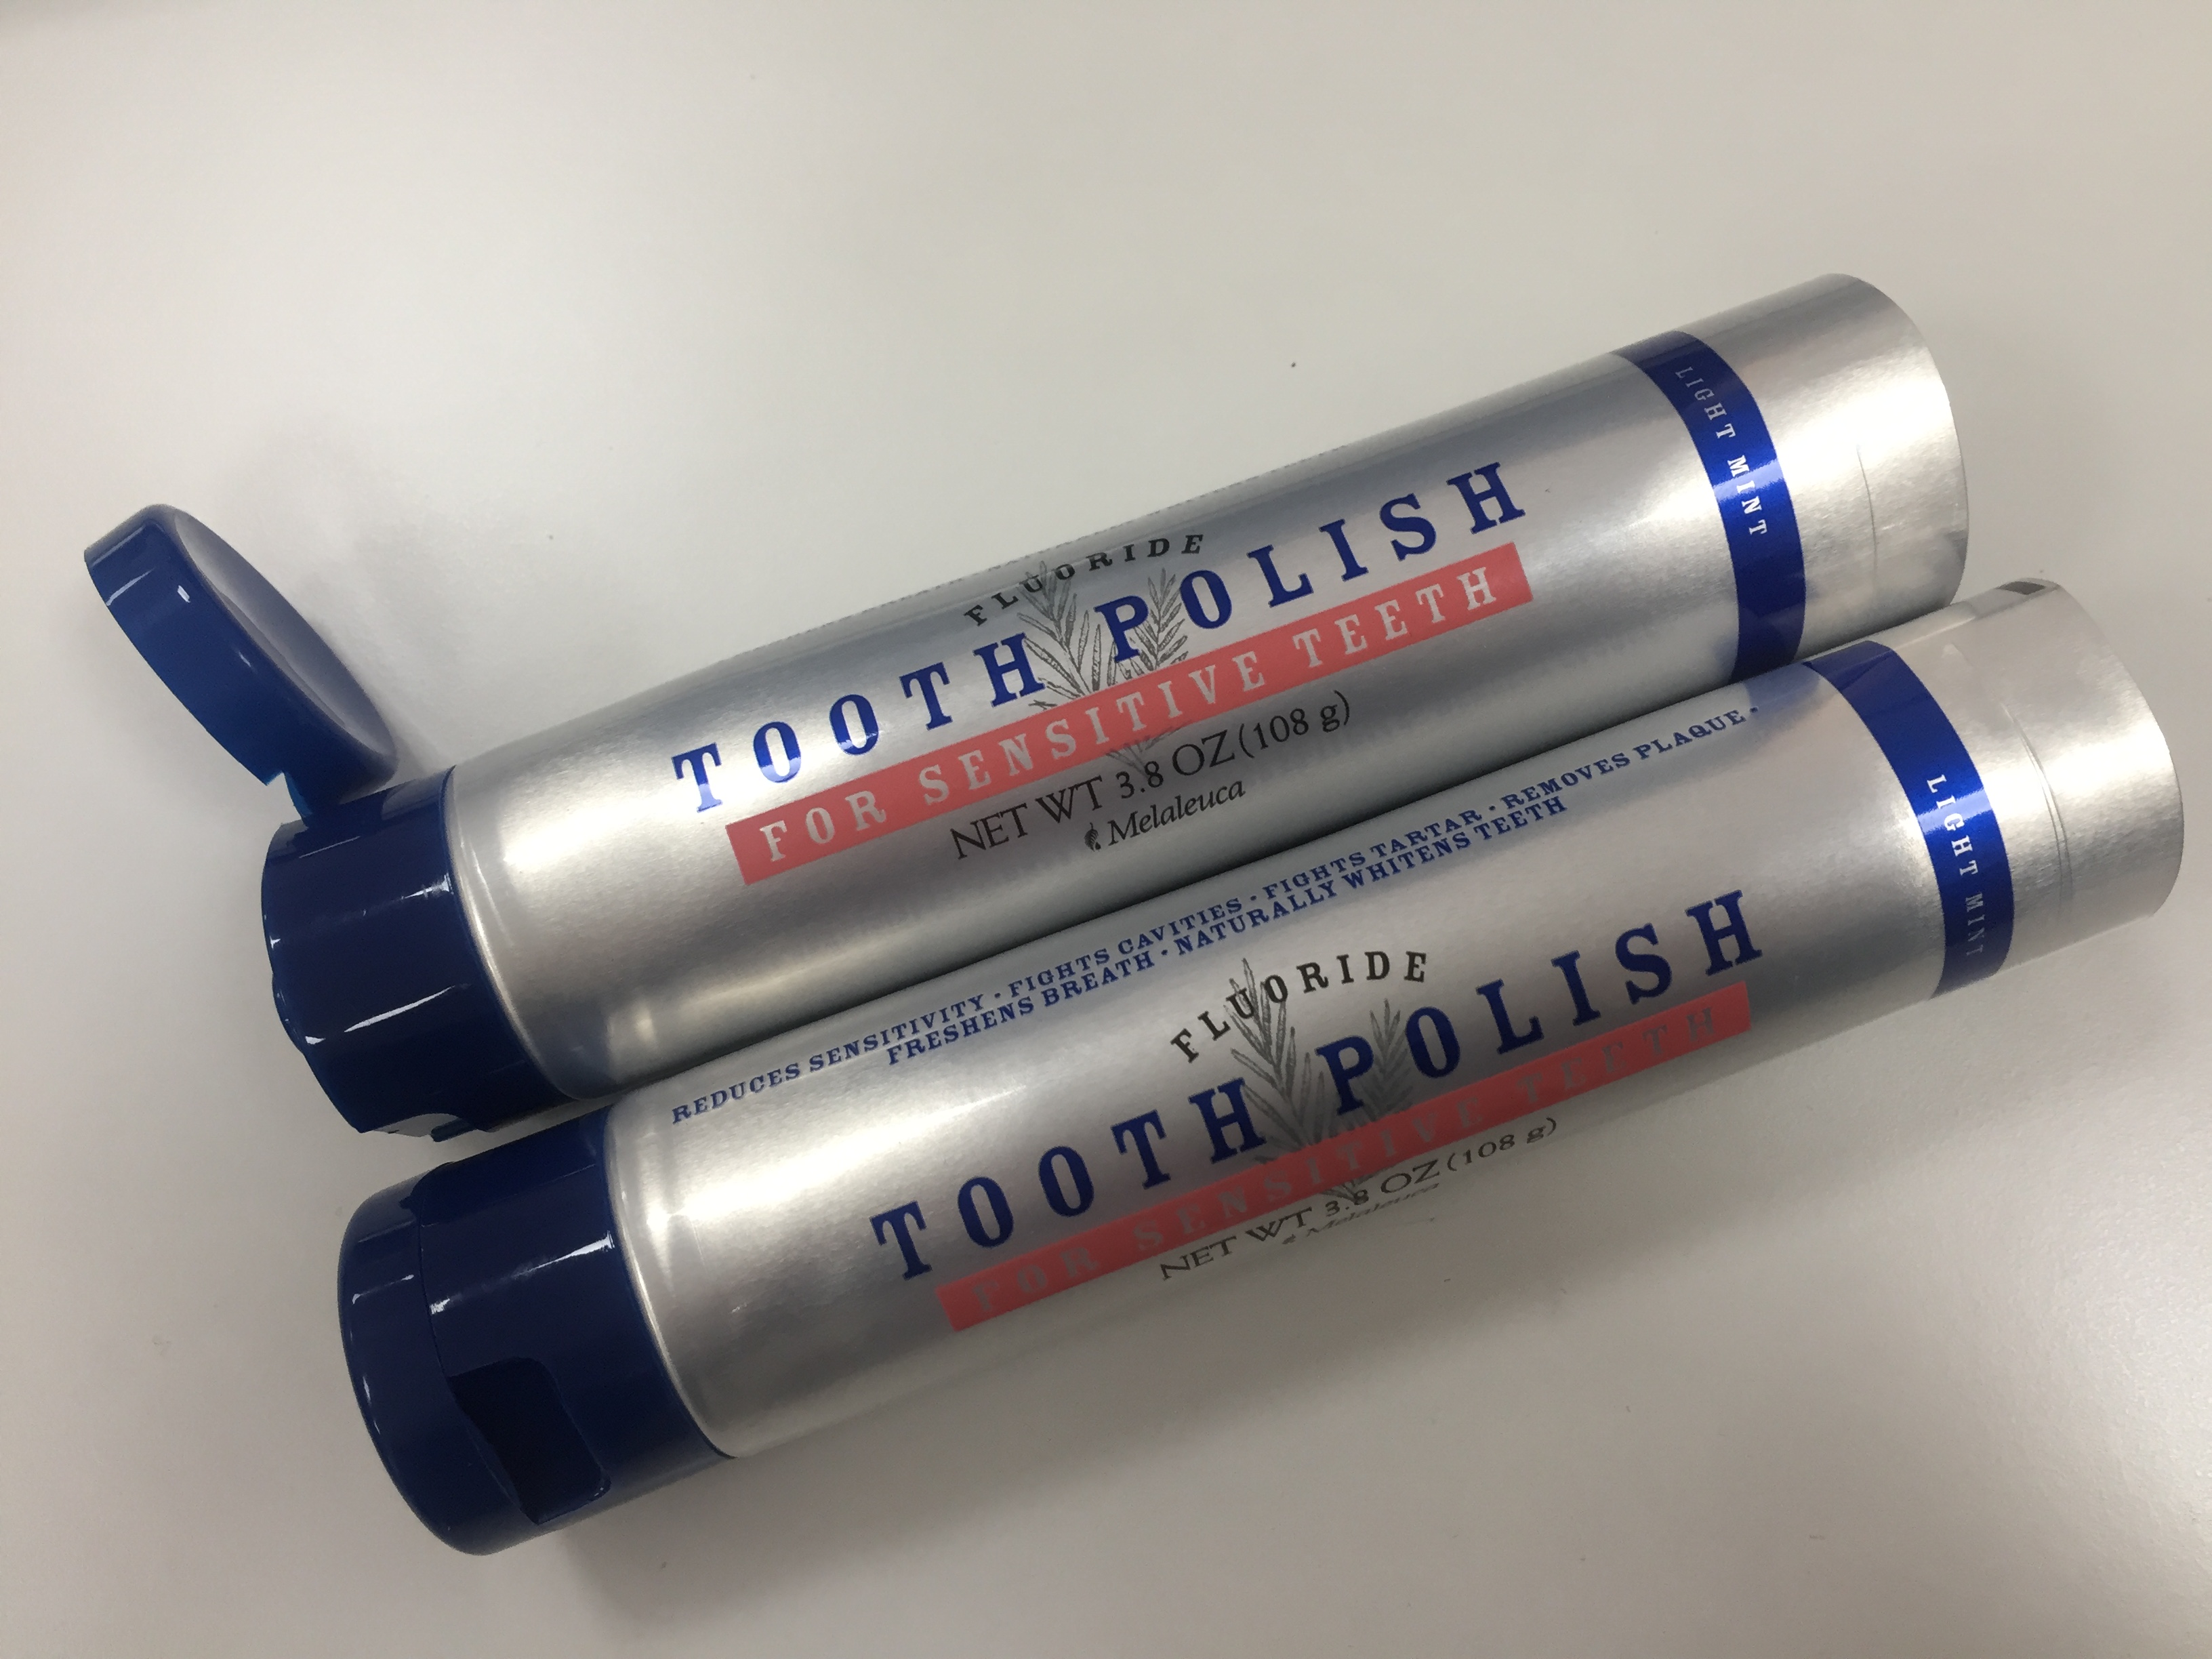 FLUORIDE
TOOTH POLISH
FOR SENSITIVE TEETH
NET WT 3.8 OZ (108 g)
Melaleuca
LIGHT MINT
REDUCES SENSITIVITY • FIGHTS CAVITIES • FIGHTS TARTAR • REMOVES PLAQUE •
FRESHENS BREATH • NATURALLY WHITENS TEETH
FLUORIDE
TOOTH POLISH
FOR SENSITIVE TEETH
NET WT 3.8 OZ (108 g)
Melaleuca
LIGHT MINT